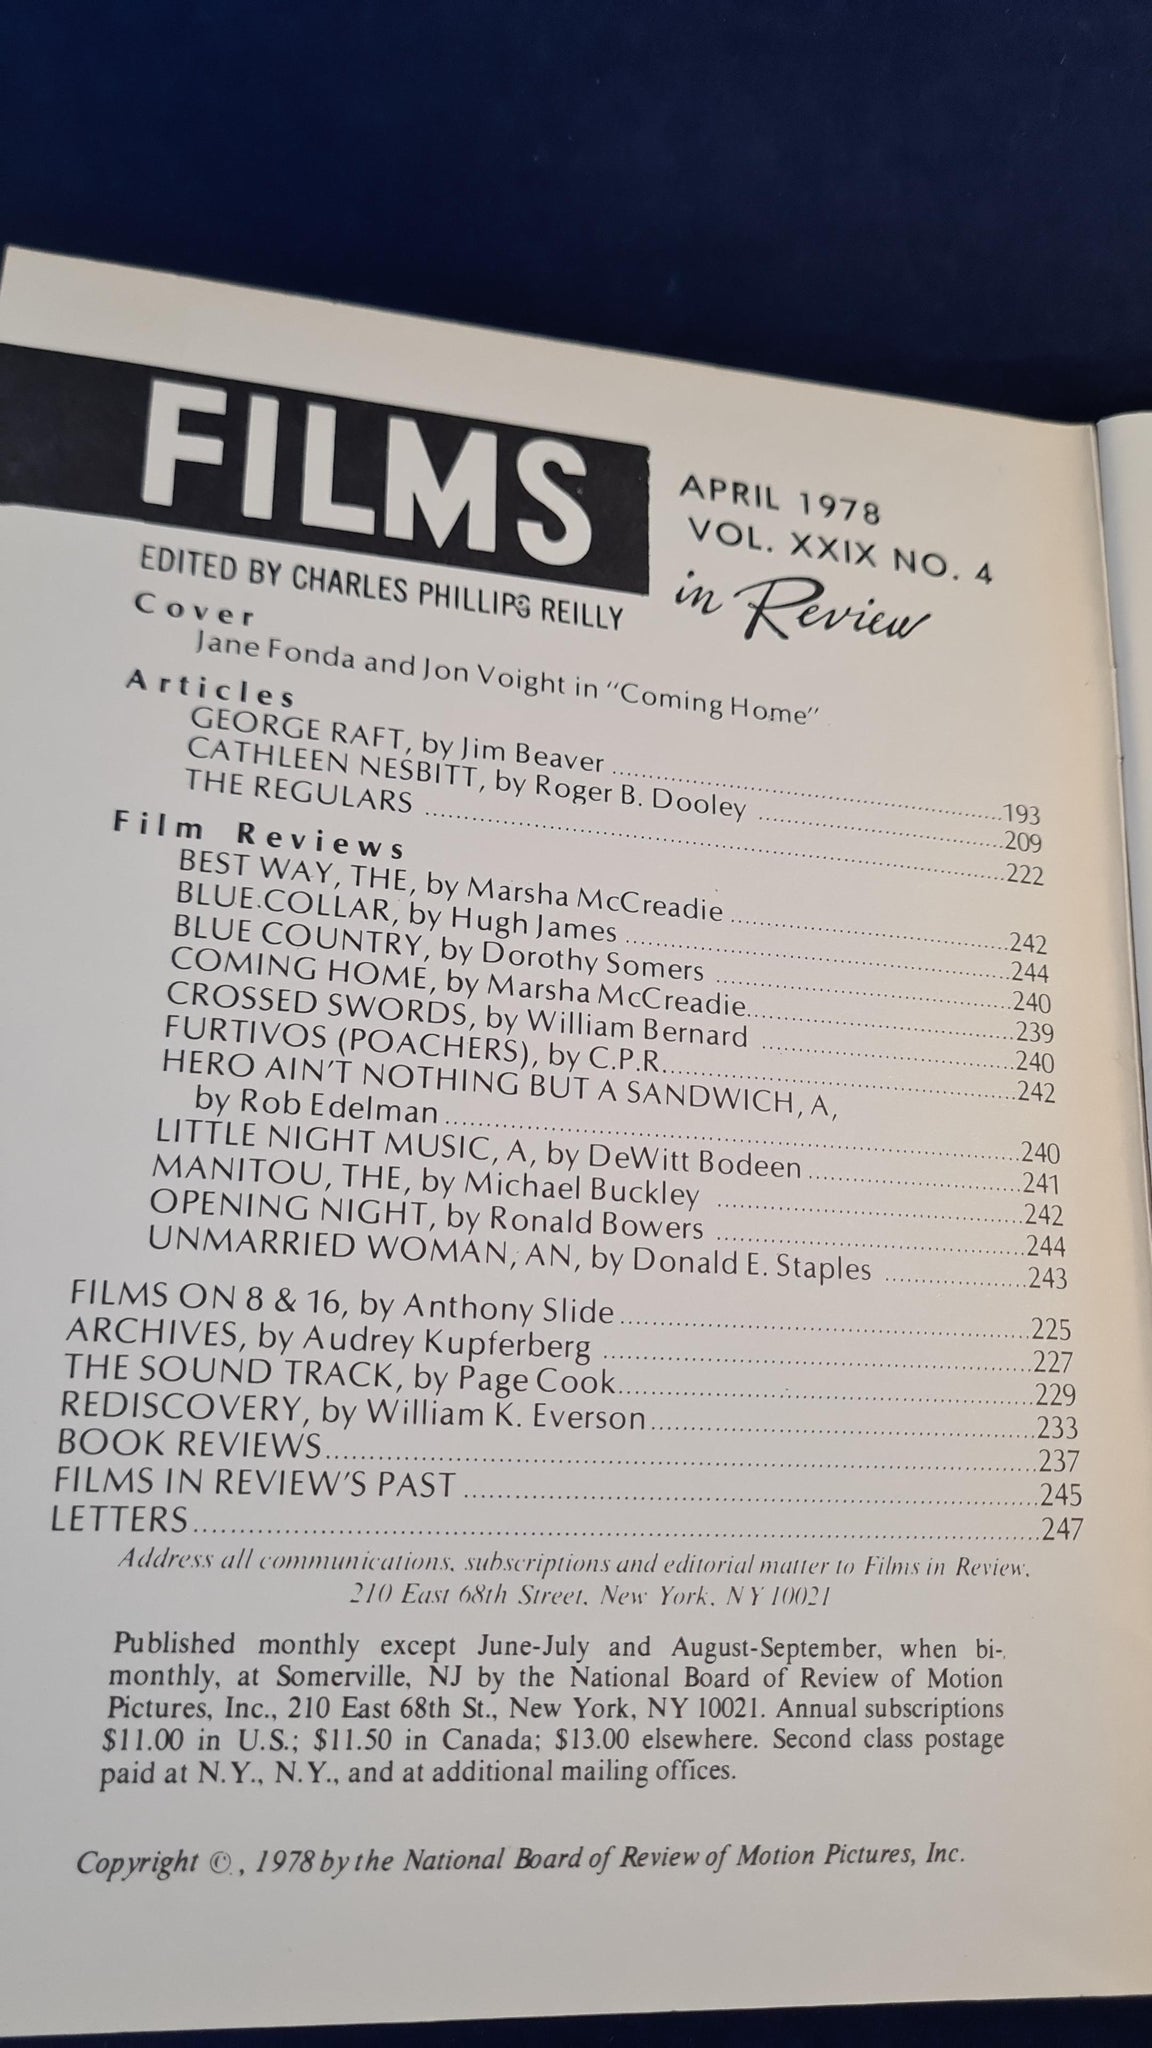 FILMS
APRIL 1978
VOL. XXIX NO. 4
in Review
EDITED BY CHARLES PHILLIPS REILLY
Cover
Jane Fonda and Jon Voight in "Coming Home"
Articles
GEORGE RAFT, by Jim Beaver ........................ 193
CATHLEEN NESBITT, by Roger B. Dooley ........................ 209
THE REGULARS ........................ 222
Film Reviews
BEST WAY, THE, by Marsha McCreadie ........................ 242
BLUE COLLAR, by Hugh James ........................ 244
BLUE COUNTRY, by Dorothy Somers ........................ 240
COMING HOME, by Marsha McCreadie ........................ 239
CROSSED SWORDS, by William Bernard ........................ 240
FURTIVOS (POACHERS), by C.P.R. ........................ 242
HERO AIN'T NOTHING BUT A SANDWICH, A,
by Rob Edelman ........................ 240
LITTLE NIGHT MUSIC, A, by DeWitt Bodeen ........................ 241
MANITOU, THE, by Michael Buckley ........................ 242
OPENING NIGHT, by Ronald Bowers ........................ 244
UNMARRIED WOMAN, AN, by Donald E. Staples ........................ 243
FILMS ON 8 & 16, by Anthony Slide ........................ 225
ARCHIVES, by Audrey Kupferberg ........................ 227
THE SOUND TRACK, by Page Cook ........................ 229
REDISCOVERY, by William K. Everson ........................ 233
BOOK REVIEWS ........................ 237
FILMS IN REVIEW'S PAST ........................ 245
LETTERS ........................ 247
Address all communications, subscriptions and editorial matter to Films in Review,
210 East 68th Street, New York, NY 10021
Published monthly except June-July and August-September, when bi-
monthly, at Somerville, NJ by the National Board of Review of Motion
Pictures, Inc., 210 East 68th St., New York, NY 10021. Annual subscriptions
$11.00 in U.S.; $11.50 in Canada; $13.00 elsewhere. Second class postage
paid at N.Y., N.Y., and at additional mailing offices.
Copyright ©, 1978 by the National Board of Review of Motion Pictures, Inc.